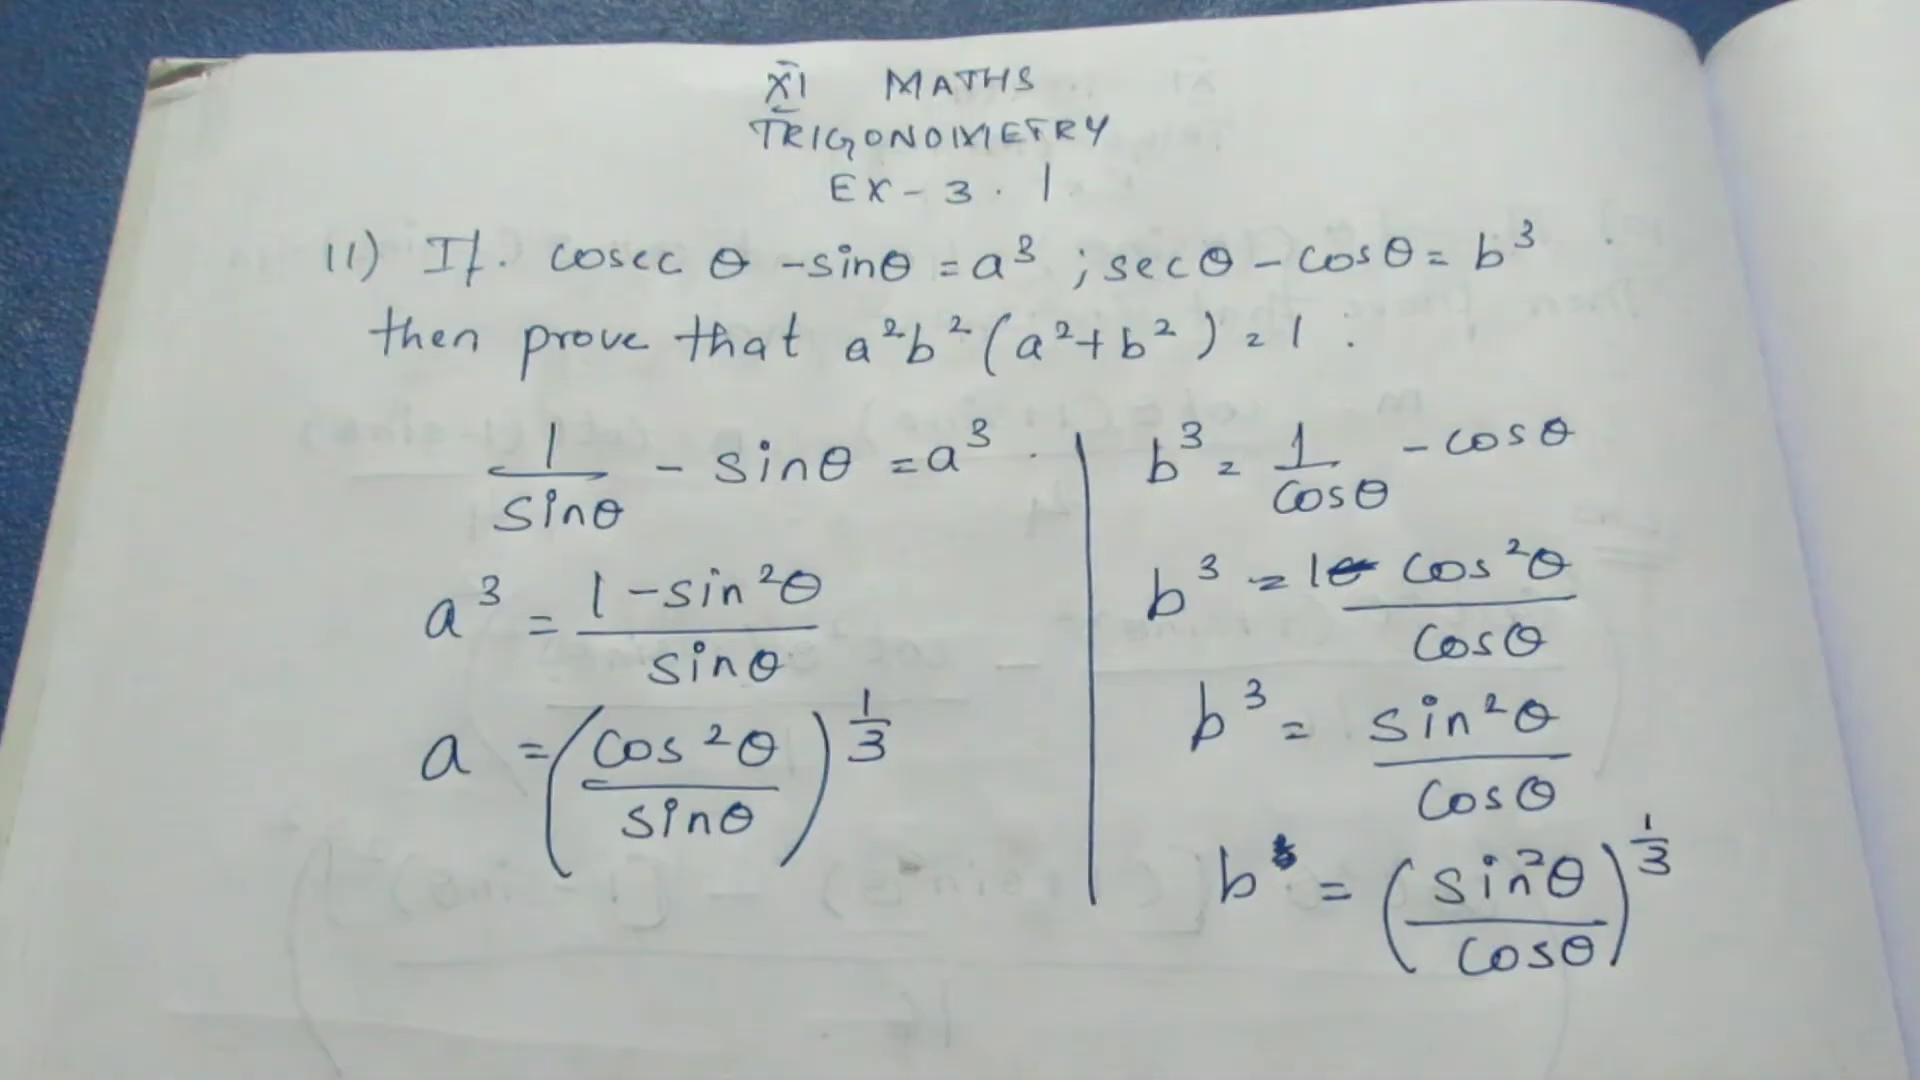 XI MATHS
TRIGONOMETRY
EX - 3.1
11) If. cosec θ - sinθ = a³ ; secθ - cosθ = b³
then prove that a²b²(a²+b²) = 1.
1/sinθ - sinθ = a³
a³ = 1-sin²θ/sinθ
a = (cos²θ/sinθ)^1/3
b³ = 1/cosθ - cosθ
b³ = 1- cos²θ/cosθ
b³ = sin²θ/cosθ
b = (sin²θ/cosθ)^1/3